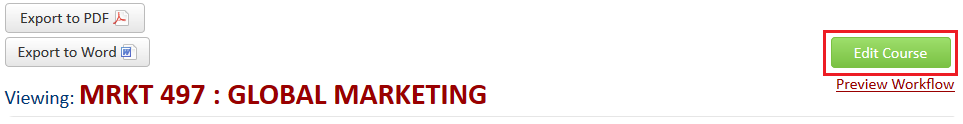 Export to PDF
Export to Word
Edit Course
Preview Workflow
Viewing: MRKT 497 : GLOBAL MARKETING